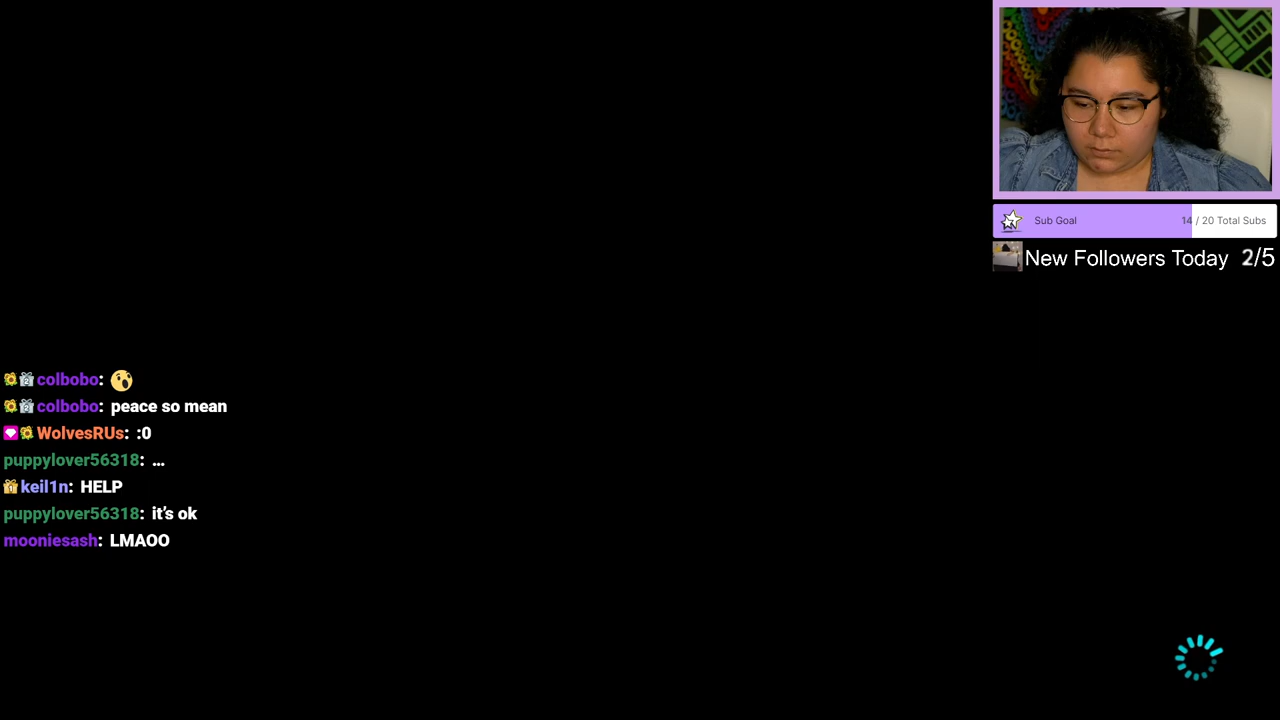 Sub Goal 14 / 20 Total Subs
New Followers Today 2/5
colbobo:
colbobo: peace so mean
WolvesRUs: :0
puppylover56318: …
keil1n: HELP
puppylover56318: it’s ok
mooniesash: LMAOO